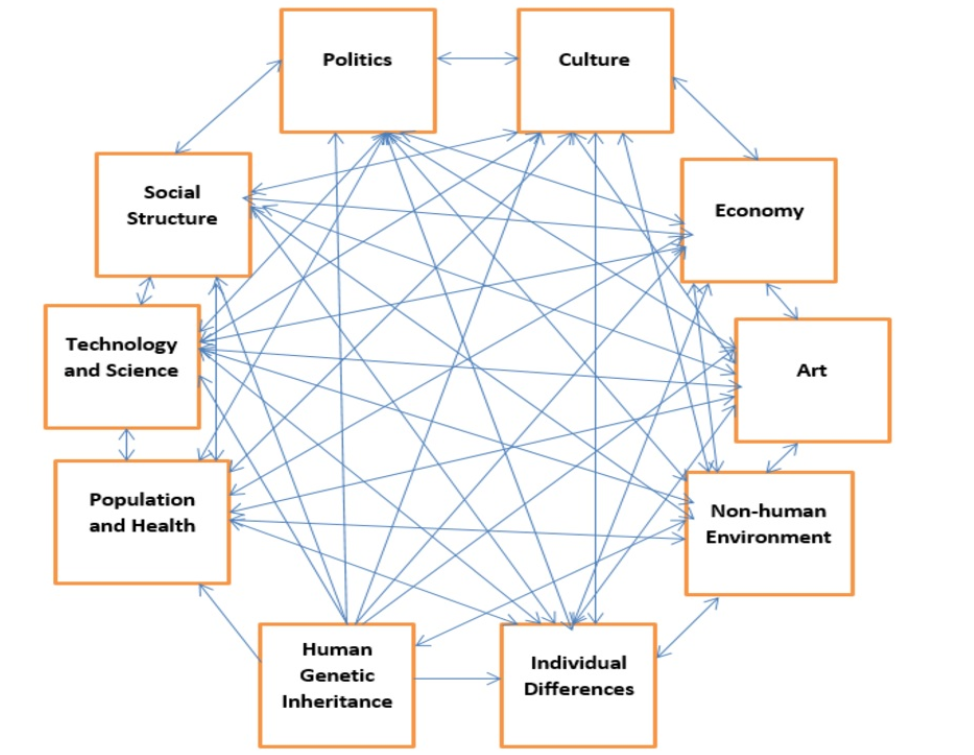 Politics
Culture
Social
Structure
Economy
Technology
and Science
Art
Population
and Health
Non-human
Environment
Human
Genetic
Inheritance
Individual
Differences